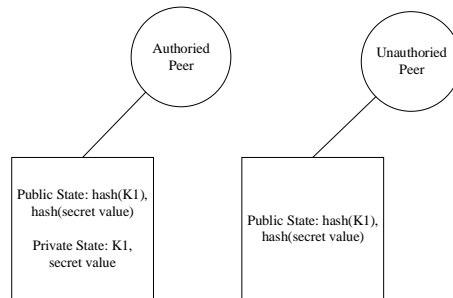 Authoried
Peer
Unauthoried
Peer
Public State: hash(K1),
hash(secret value)
Private State: K1,
secret value
Public State: hash(K1),
hash(secret value)